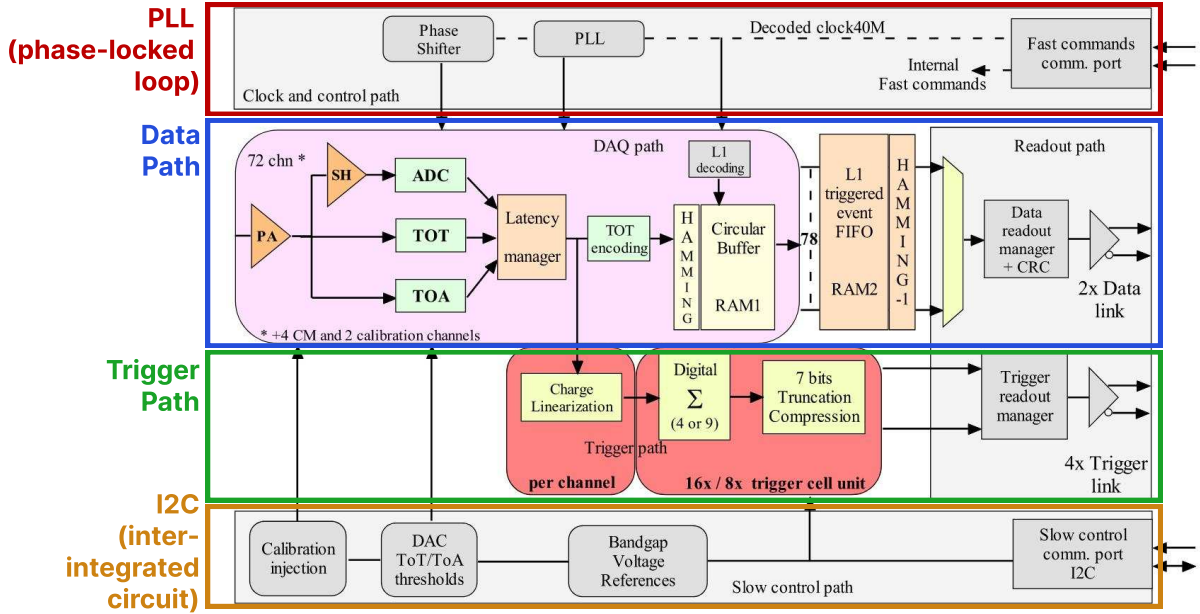 PLL
(phase-locked
loop)
Phase
Shifter
PLL
Decoded clock40M
Fast commands
comm. port
Internal
Fast commands
Clock and control path
Data
Path
72 chn *
DAQ path
Readout path
PA
SH
ADC
TOT
TOA
Latency
manager
TOT
encoding
L1
decoding
H
A
M
M
I
N
G
Circular
Buffer
RAM1
78
L1
triggered
event
FIFO
RAM2
H
A
M
M
I
N
G
-1
Data
readout
manager
+ CRC
2x Data
link
* +4 CM and 2 calibration channels
Trigger
Path
Charge
Linearization
Digital
Σ
(4 or 9)
7 bits
Truncation
Compression
Trigger path
per channel
16x / 8x trigger cell unit
Trigger
readout
manager
4x Trigger
link
I2C
(inter-
integrated
circuit)
Calibration
injection
DAC
ToT/ToA
thresholds
Bandgap
Voltage
References
Slow control path
Slow control
comm. port
I2C